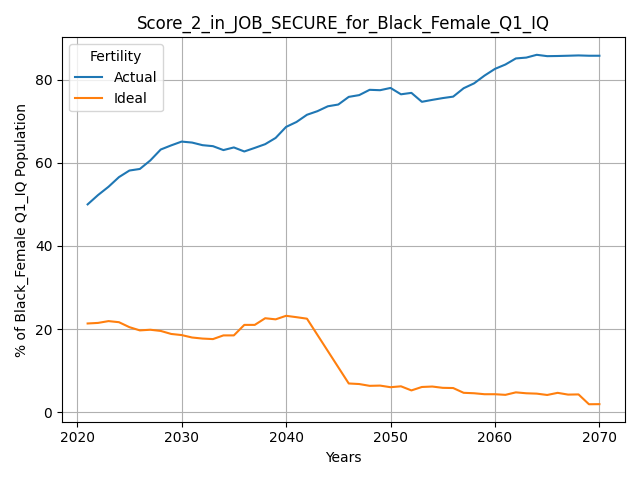 Score_2_in_JOB_SECURE_for_Black_Female_Q1_IQ
Fertility
Actual
Ideal
% of Black_Female Q1_IQ Population
80
60
40
20
0
2020 2030 2040 2050 2060 2070
Years